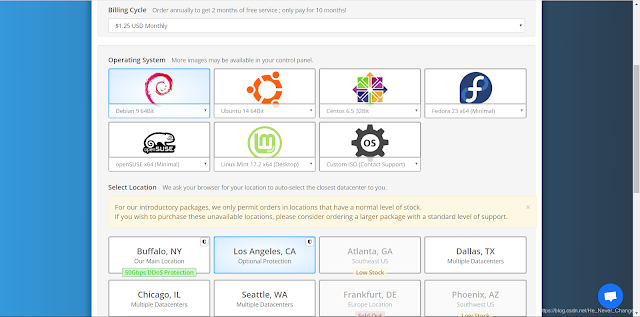 Billing Cycle Order annually to get 2 months of free service ; only pay for 10 months!
$1.25 USD Monthly
Operating System More images may be available in your control panel.
Debian 9 64Bit
Ubuntu 14 64Bit
Centos 6.5 32Bit
Fedora 23 x64 (Minimal)
openSUSE
openSUSE x64 (Minimal)
Linux Mint 17.2 x64 (Desktop)
OS
Custom ISO (Contact Support)
Select Location We ask your browser for your location to auto-select the closest datacenter to you.
For our introductory packages, we only permit orders in locations that have a normal level of stock.
If you wish to purchase these unavailable locations, please consider ordering a larger package with a standard level of support.
×
Buffalo, NY
Our Main Location
50Gbps DDoS Protection
Los Angeles, CA
Optional Protection
Atlanta, GA
Southeast US
Low Stock
Dallas, TX
Multiple Datacenters
Chicago, IL
Multiple Datacenters
Seattle, WA
Multiple Datacenters
Frankfurt, DE
Europe Location
Sold Out
Phoenix, AZ
Southwest US
Low Stock
https://blog.csdn.net/He_Never_Change